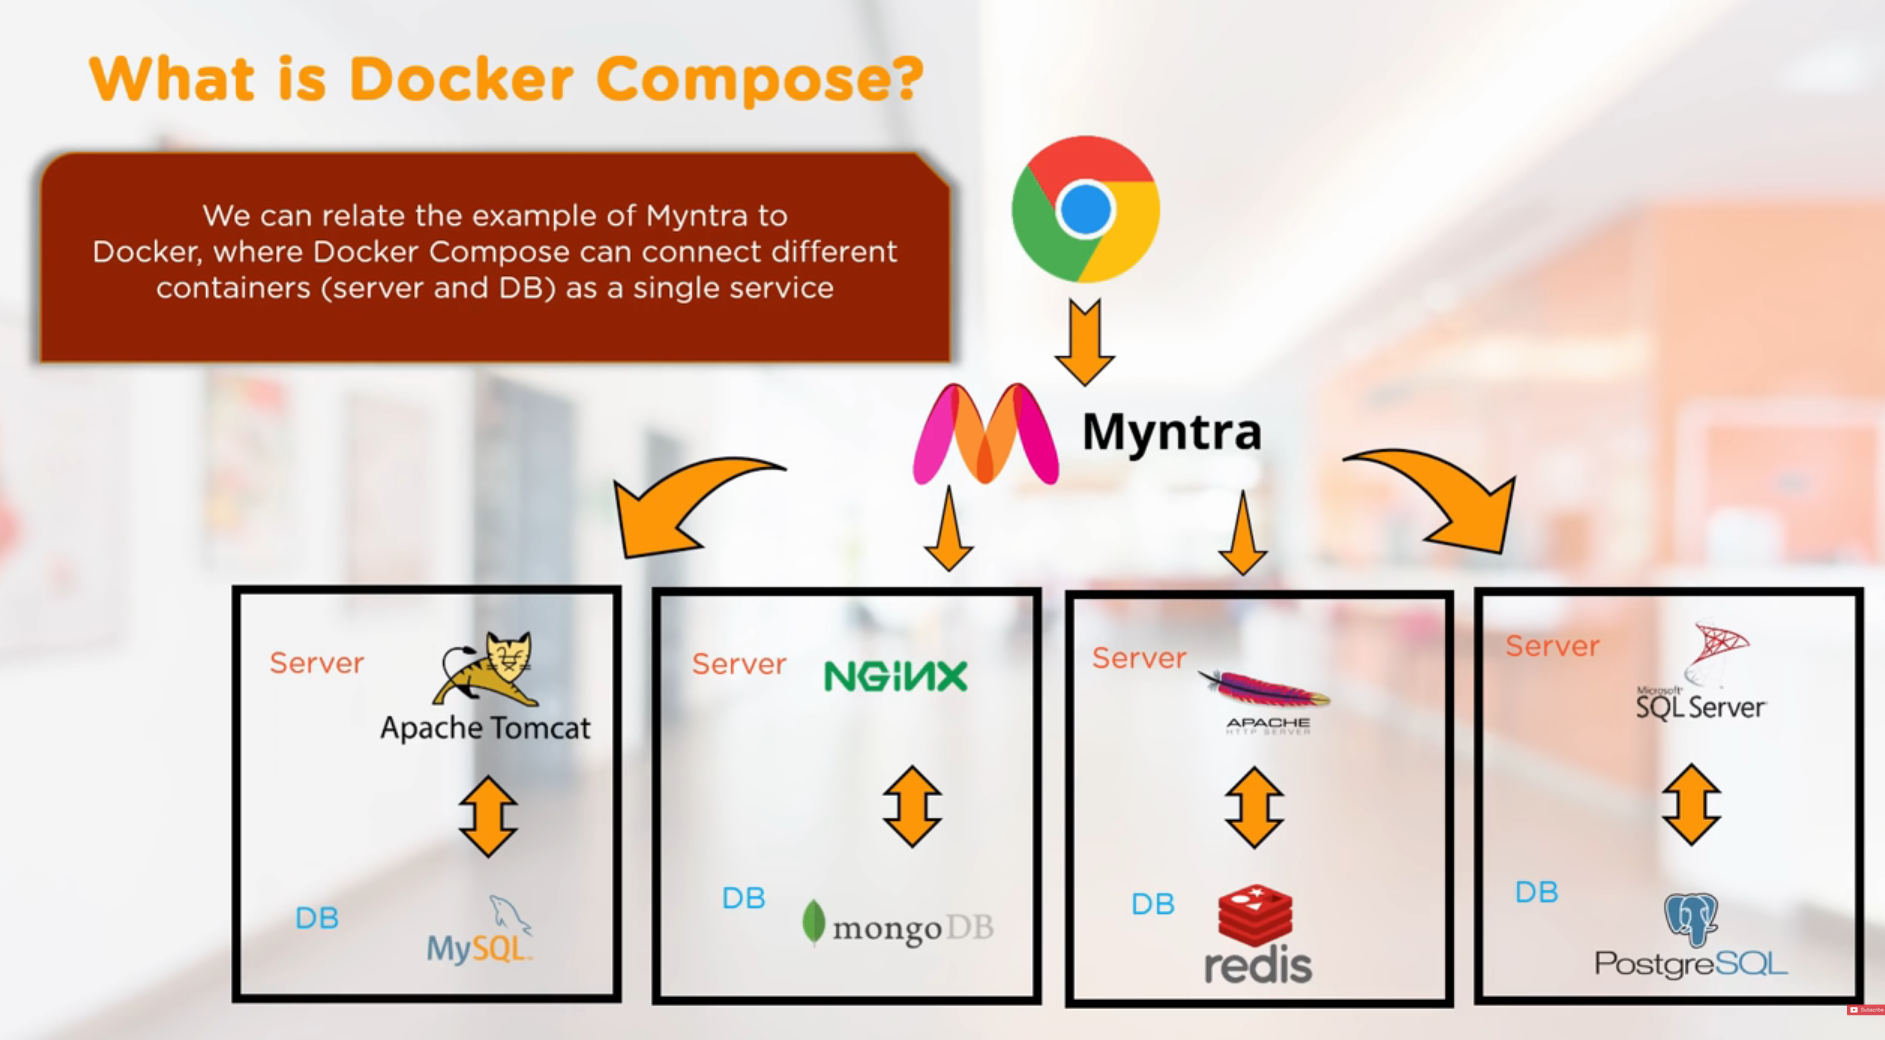 What is Docker Compose?
We can relate the example of Myntra to
Docker, where Docker Compose can connect different
containers (server and DB) as a single service
Myntra
Server
Apache Tomcat
DB
MySQL
Server
NGiNX
DB
mongoDB
Server
APACHE
HTTP SERVER
DB
redis
Server
Microsoft
SQL Server
DB
PostgreSQL
Subscribe